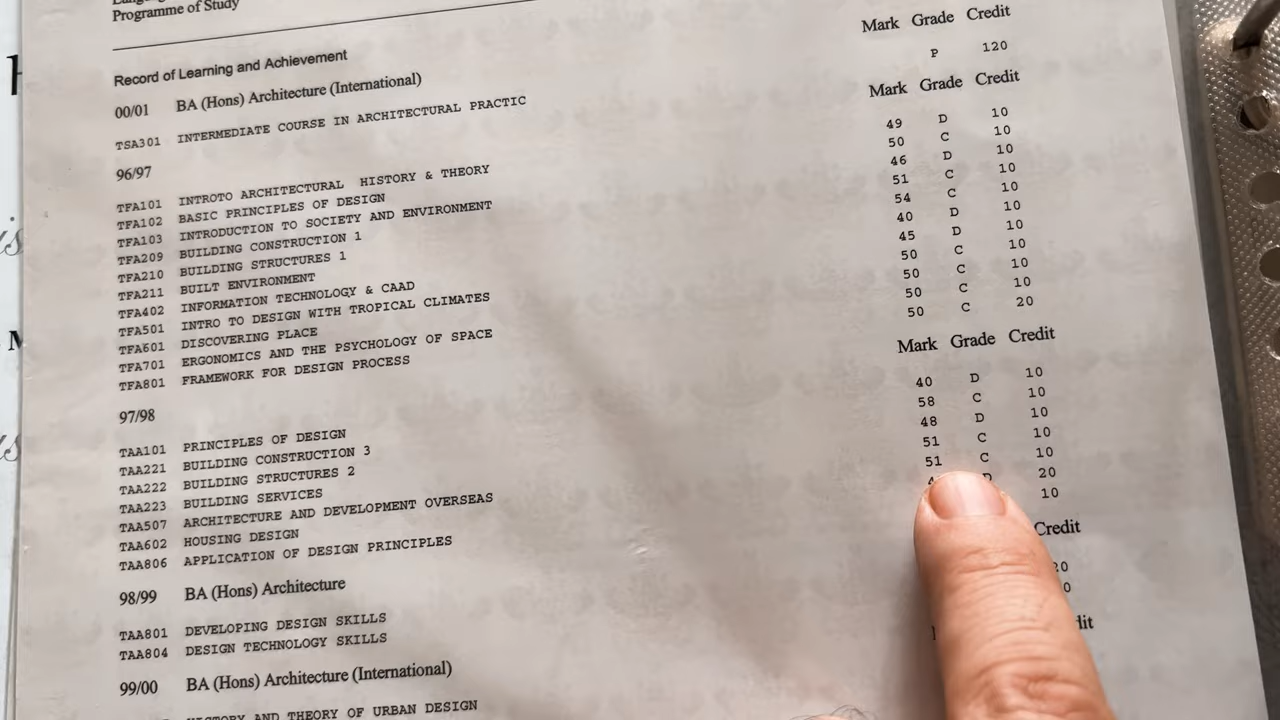 Programme of Study
Record of Learning and Achievement
00/01 BA (Hons) Architecture (International) Mark Grade Credit
TSA301 INTERMEDIATE COURSE IN ARCHITECTURAL PRACTIC P 120
96/97 Mark Grade Credit
TFA101 INTROTO ARCHITECTURAL HISTORY & THEORY 49 D 10
TFA102 BASIC PRINCIPLES OF DESIGN 50 C 10
TFA103 INTRODUCTION TO SOCIETY AND ENVIRONMENT 46 D 10
TFA209 BUILDING CONSTRUCTION 1 51 C 10
TFA210 BUILDING STRUCTURES 1 54 C 10
TFA211 BUILT ENVIRONMENT 40 D 10
TFA402 INFORMATION TECHNOLOGY & CAAD 45 D 10
TFA501 INTRO TO DESIGN WITH TROPICAL CLIMATES 50 C 10
TFA601 DISCOVERING PLACE 50 C 10
TFA701 ERGONOMICS AND THE PSYCHOLOGY OF SPACE 50 C 10
TFA801 FRAMEWORK FOR DESIGN PROCESS 50 C 20
97/98 Mark Grade Credit
TAA101 PRINCIPLES OF DESIGN 40 D 10
TAA221 BUILDING CONSTRUCTION 3 58 C 10
TAA222 BUILDING STRUCTURES 2 48 D 10
TAA223 BUILDING SERVICES 51 C 10
TAA507 ARCHITECTURE AND DEVELOPMENT OVERSEAS 51 C 10
TAA602 HOUSING DESIGN D 20
TAA806 APPLICATION OF DESIGN PRINCIPLES 10
98/99 BA (Hons) Architecture Credit
TAA801 DEVELOPING DESIGN SKILLS
TAA804 DESIGN TECHNOLOGY SKILLS
99/00 BA (Hons) Architecture (International)
HISTORY AND THEORY OF URBAN DESIGN